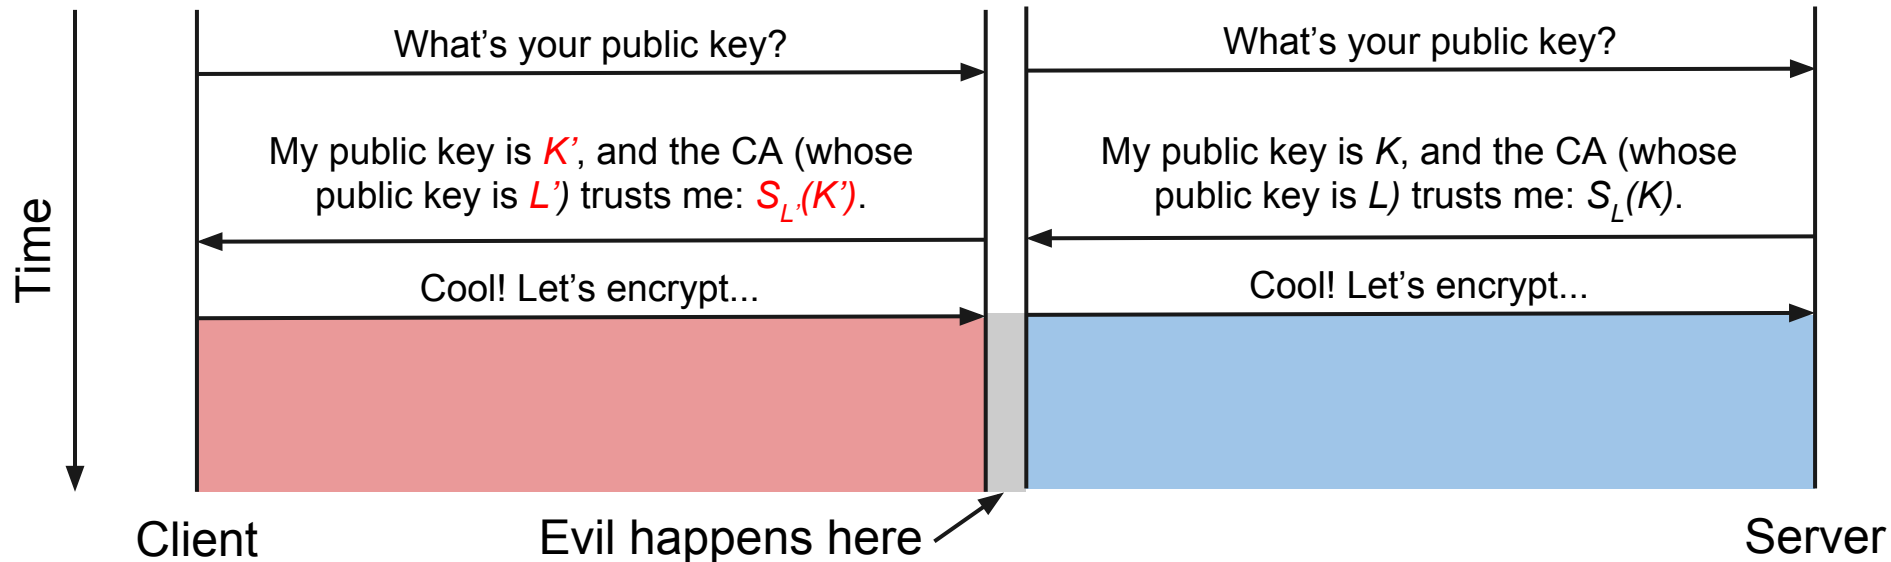 What’s your public key?
What’s your public key?
My public key is K’, and the CA (whose
public key is L’) trusts me: S_L’(K’).
My public key is K, and the CA (whose
public key is L) trusts me: S_L(K).
Cool! Let’s encrypt...
Cool! Let’s encrypt...
Time
Client
Evil happens here
Server